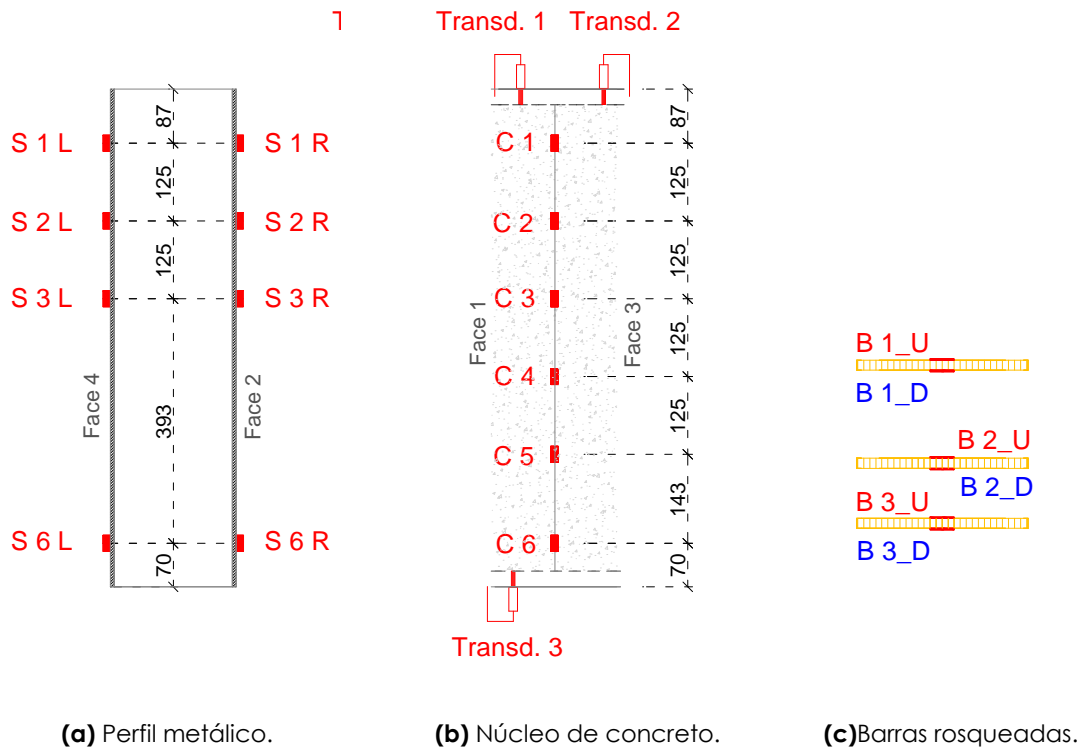 Transd. 1 Transd. 2
87
S 1 L S 1 R
125
S 2 L S 2 R
125
S 3 L S 3 R
Face 4
393
Face 2
S 6 L S 6 R
70
C 1
87
125
C 2
125
C 3
Face 1
Face 3
125
C 4
125
C 5
143
C 6
70
Transd. 3
B 1_U
B 1_D
B 2_U
B 2_D
B 3_U
B 3_D
(a) Perfil metálico.
(b) Núcleo de concreto.
(c)Barras rosqueadas.